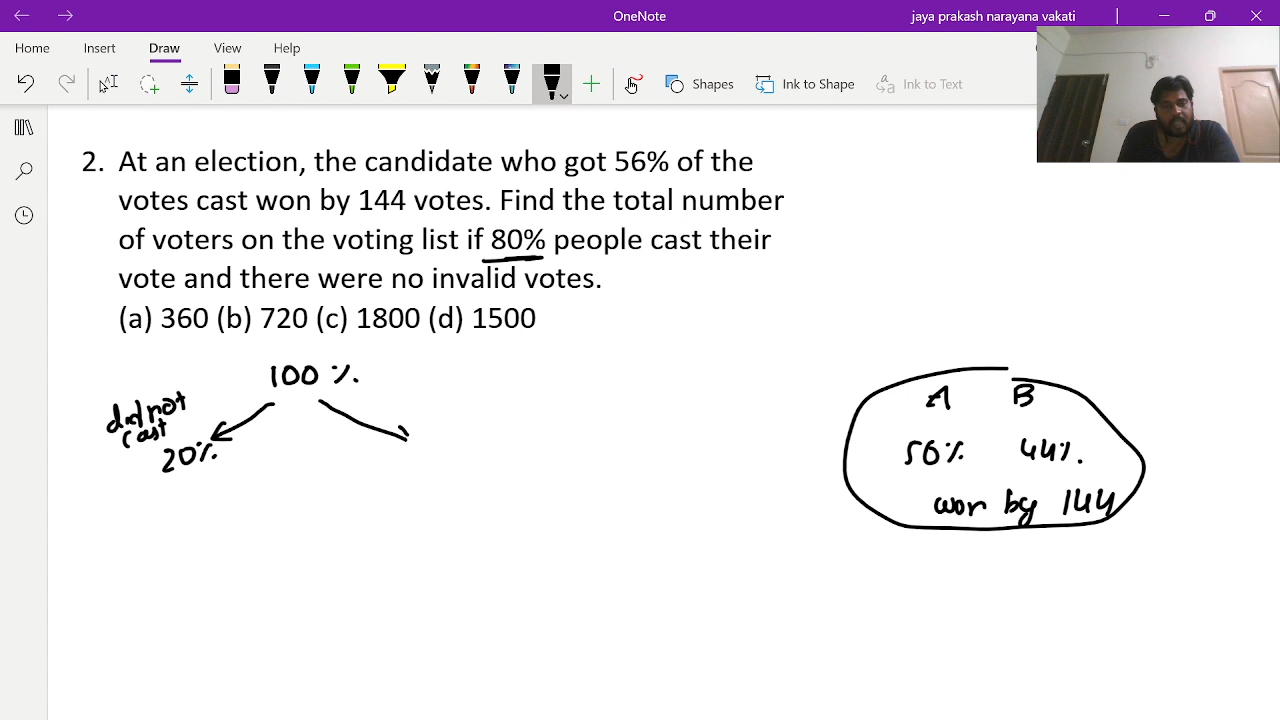 OneNote
jaya prakash narayana vakati
Home Insert Draw View Help
Shapes Ink to Shape Ink to Text
2. At an election, the candidate who got 56% of the
votes cast won by 144 votes. Find the total number
of voters on the voting list if 80% people cast their
vote and there were no invalid votes.
(a) 360 (b) 720 (c) 1800 (d) 1500
100 %.
did not
cast
20%.
A B
56% 44%.
won by 144